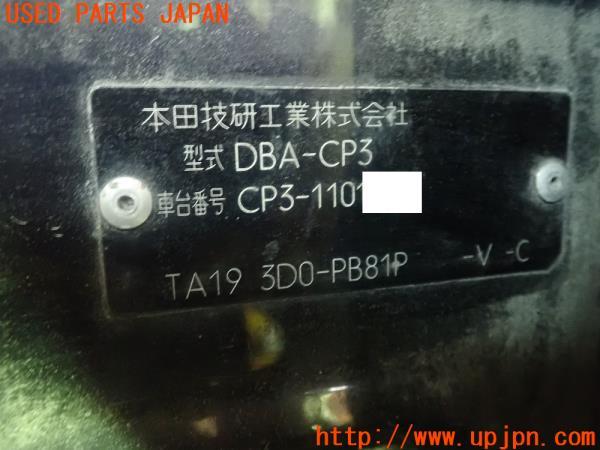 USED PARTS JAPAN
本田技研工業株式会社
型式 DBA-CP3
車台番号 CP3-1101
TA19 3D0-PB81P -V -C
http://www.upjpn.com